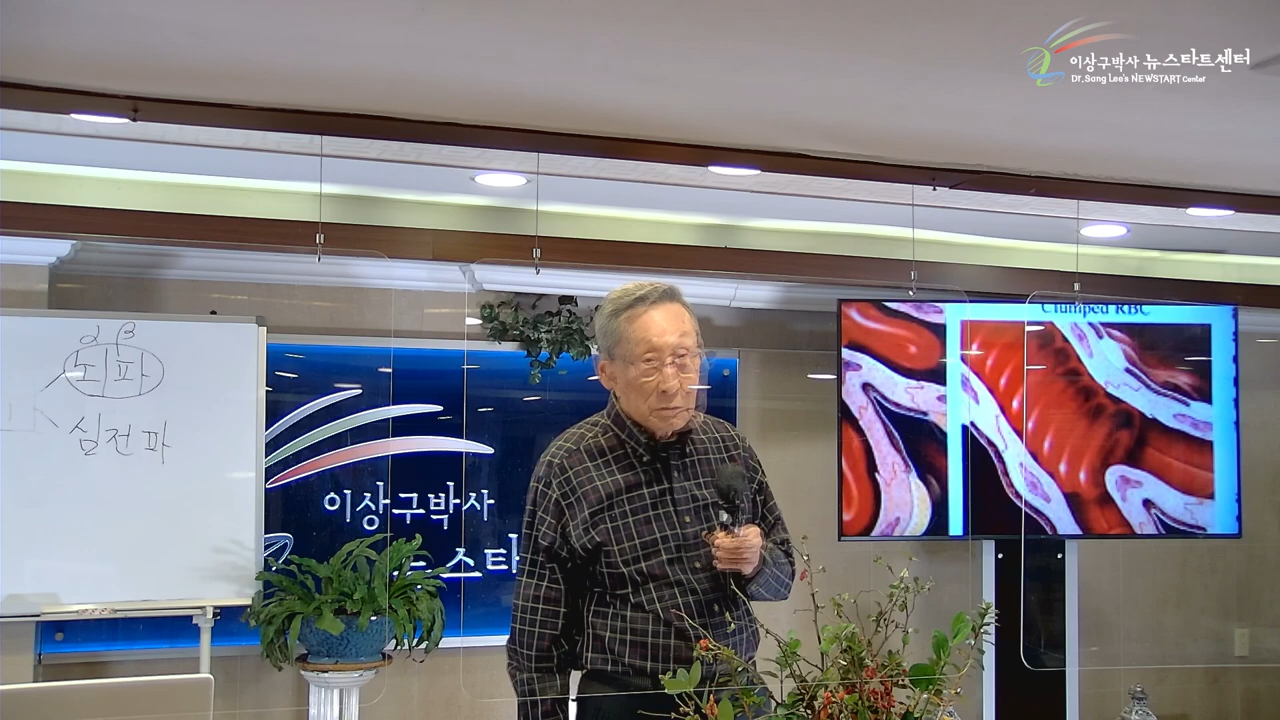 이상구박사 뉴스타트센터
Dr. Sang Lee's NEWSTART Center
α β
뇌파
심전파
이상구박사
뉴스타
Clumped RBC